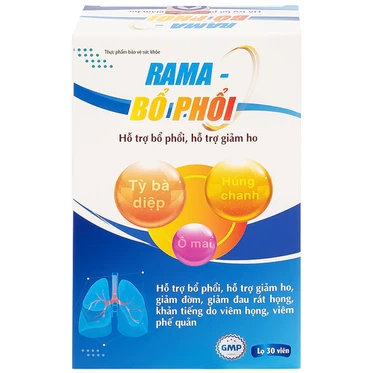 Thực phẩm bảo vệ sức khỏe
RAMA -
BỔ PHỔI
Hỗ trợ bổ phổi, hỗ trợ giảm ho
Tỳ bà
diệp
Húng
chanh
Ô mai
Hỗ trợ bổ phổi, hỗ trợ giảm ho,
giảm đờm, giảm đau rát họng,
khản tiếng do viêm họng, viêm
phế quản
GMP
Lọ 30 viên